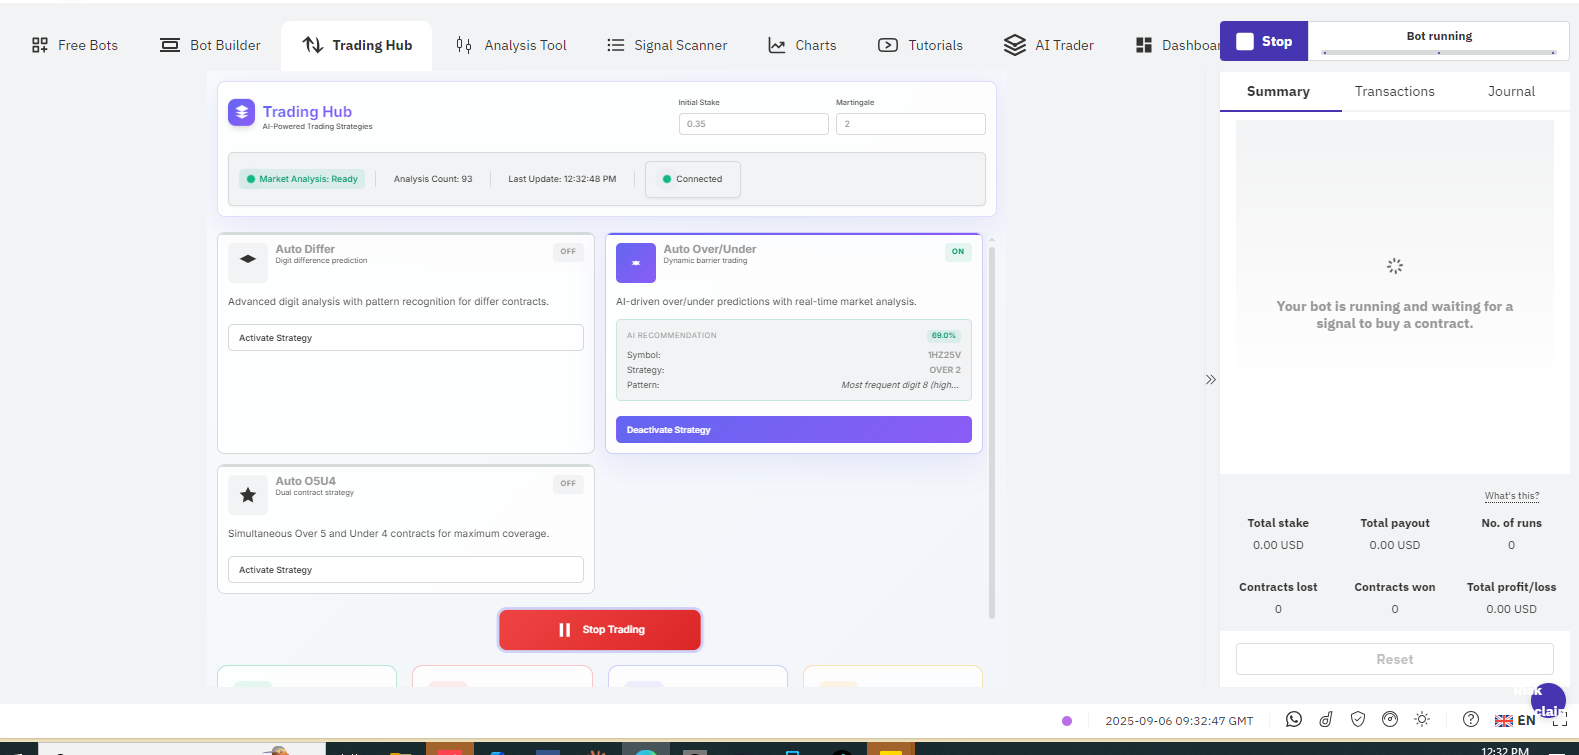 Free Bots
Bot Builder
Trading Hub
Analysis Tool
Signal Scanner
Charts
Tutorials
AI Trader
Stop
Bot running
Trading Hub
AI-Powered Trading Strategies
Initial Stake
Martingale
0.35
2
Market Analysis: Ready
Analysis Count: 93
Last Update: 12:32:48 PM
Connected
Auto Differ
Digit difference prediction
OFF
Advanced digit analysis with pattern recognition for differ contracts.
Activate Strategy
Auto Over/Under
Dynamic barrier trading
ON
AI-driven over/under predictions with real-time market analysis.
AI RECOMMENDATION
69.0%
Symbol:
1HZ25V
Strategy:
OVER 2
Pattern:
Most frequent digit 8 (high...
Deactivate Strategy
Auto O5U4
Dual contract strategy
OFF
Simultaneous Over 5 and Under 4 contracts for maximum coverage.
Activate Strategy
Stop Trading
Summary
Transactions
Journal
Your bot is running and waiting for a
signal to buy a contract.
What's this?
Total stake
Total payout
No. of runs
0.00 USD
0.00 USD
0
Contracts lost
Contracts won
Total profit/loss
0
0
0.00 USD
Reset
2025-09-06 09:32:47 GMT
EN
12:32 PM